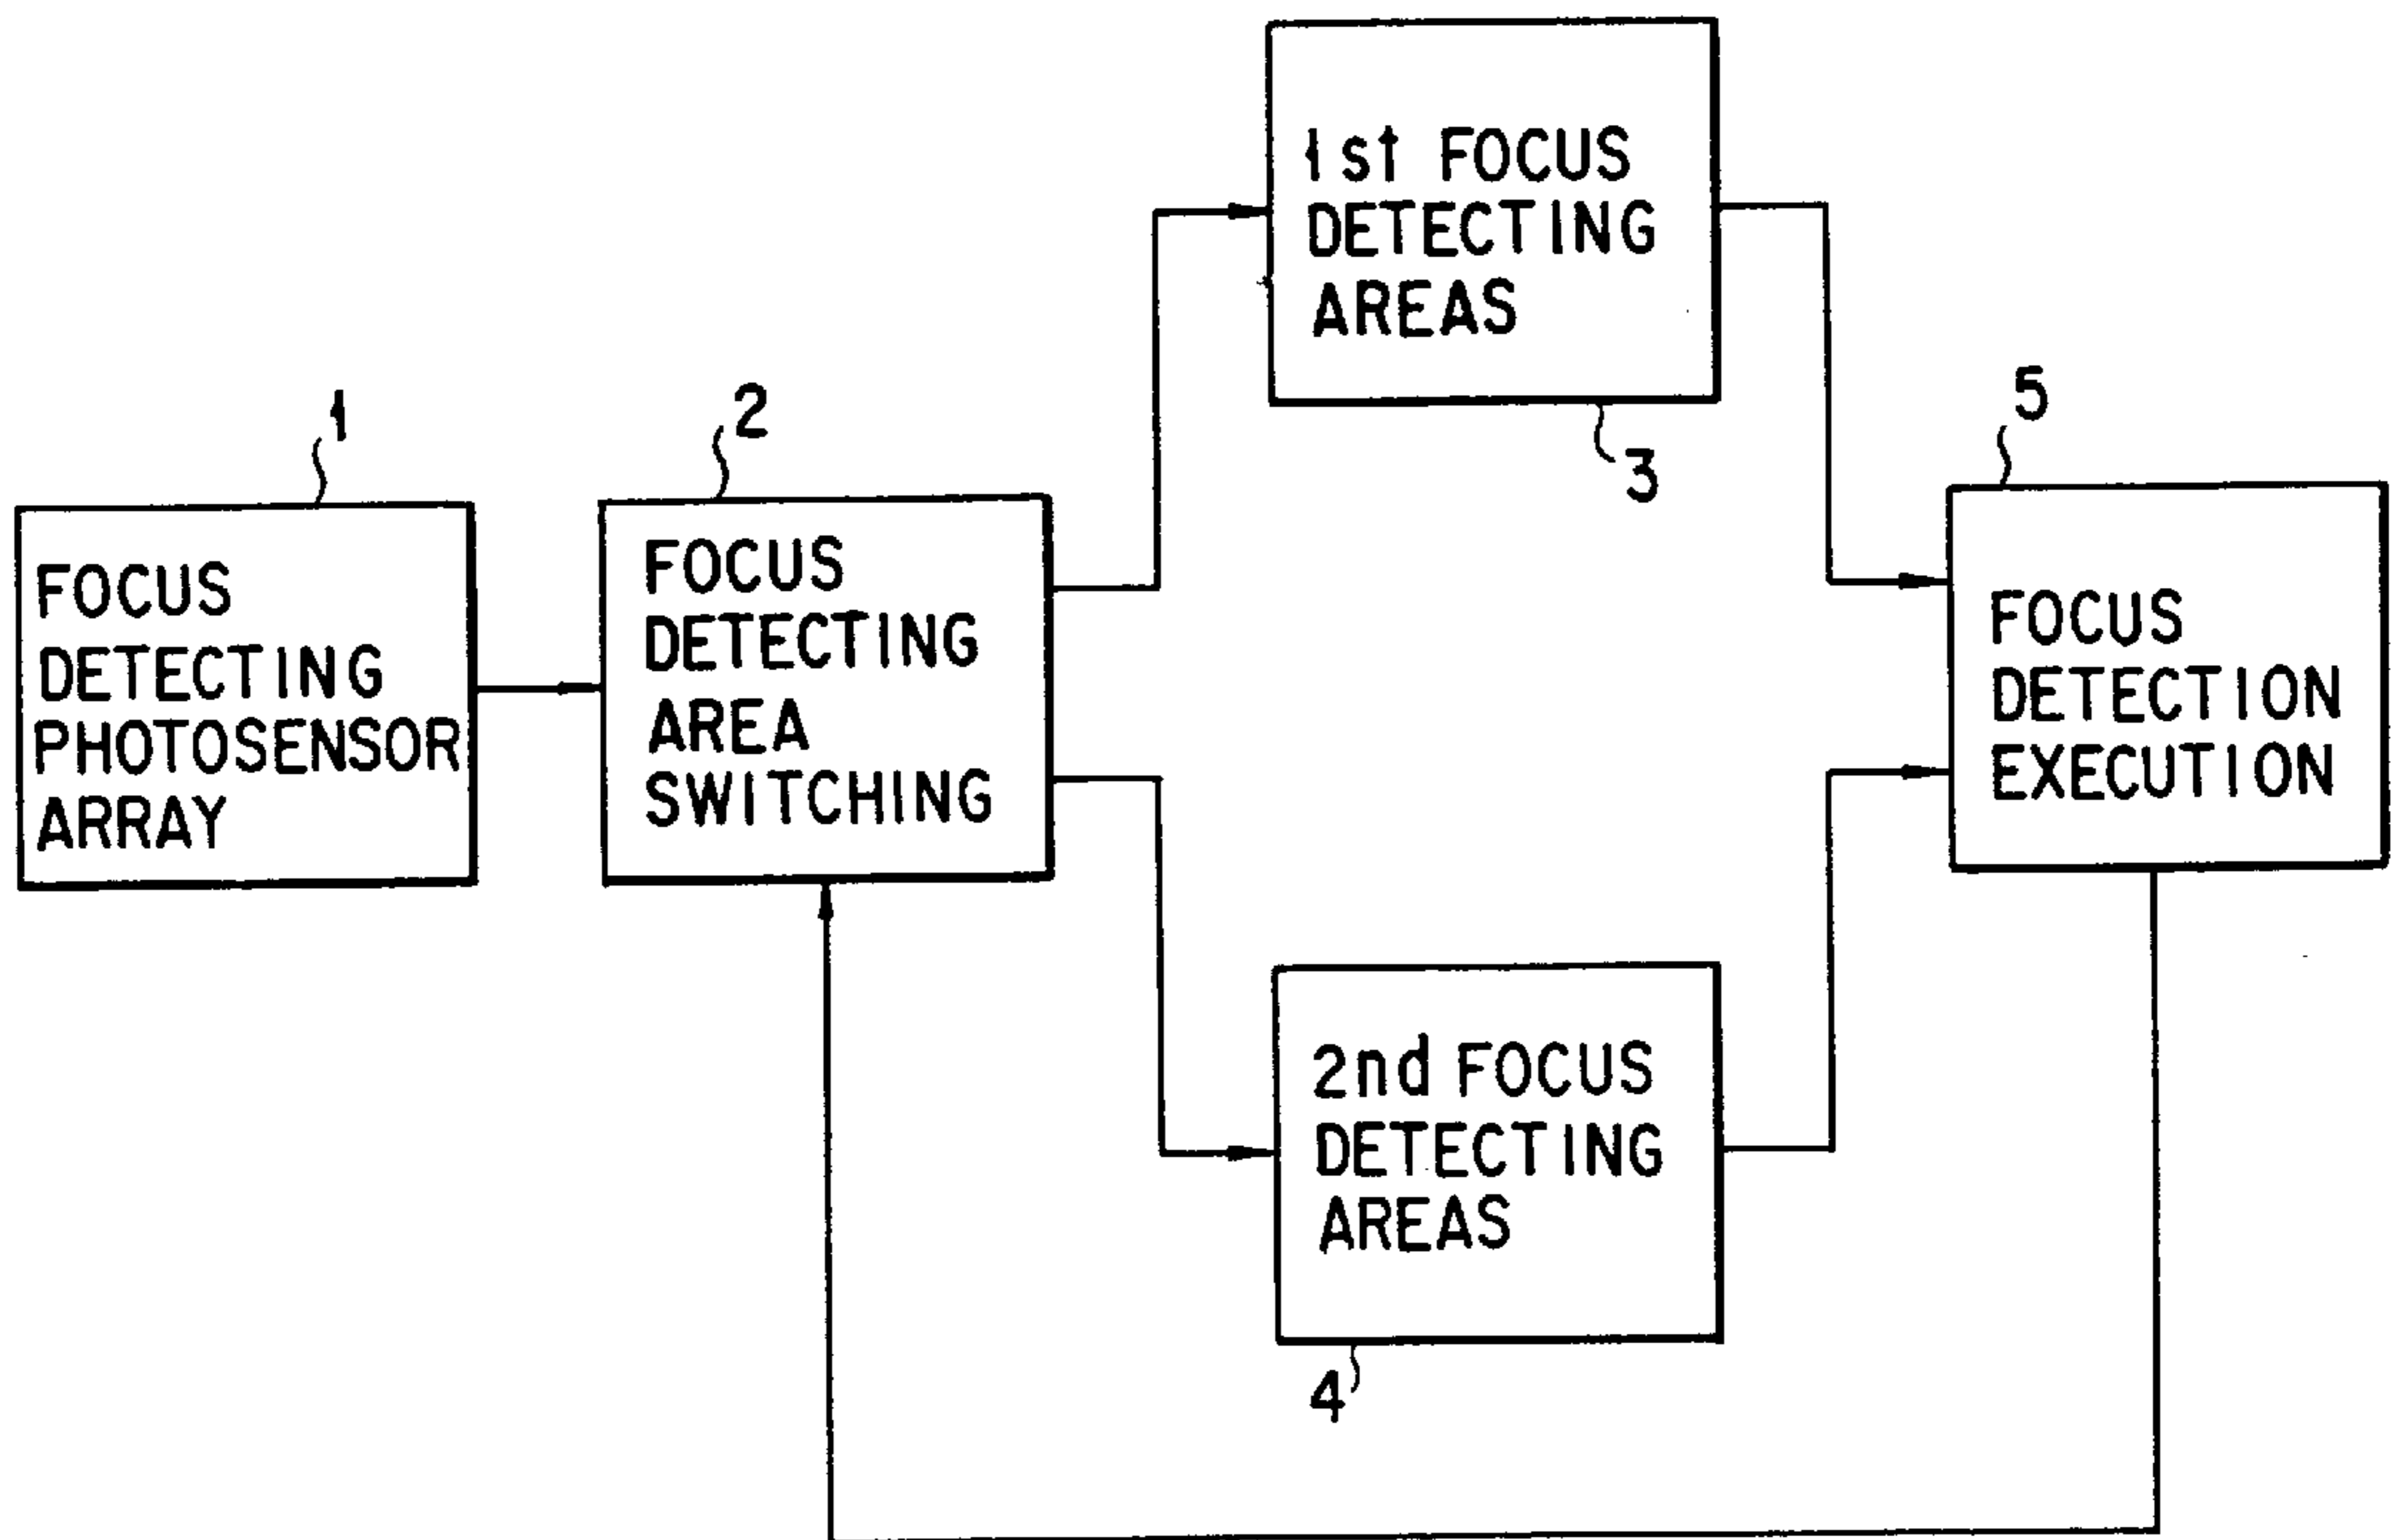 1
FOCUS
DETECTING
PHOTOSENSOR
ARRAY
2
FOCUS
DETECTING
AREA
SWITCHING
1st FOCUS
DETECTING
AREAS
3
2nd FOCUS
DETECTING
AREAS
4
5
FOCUS
DETECTION
EXECUTION